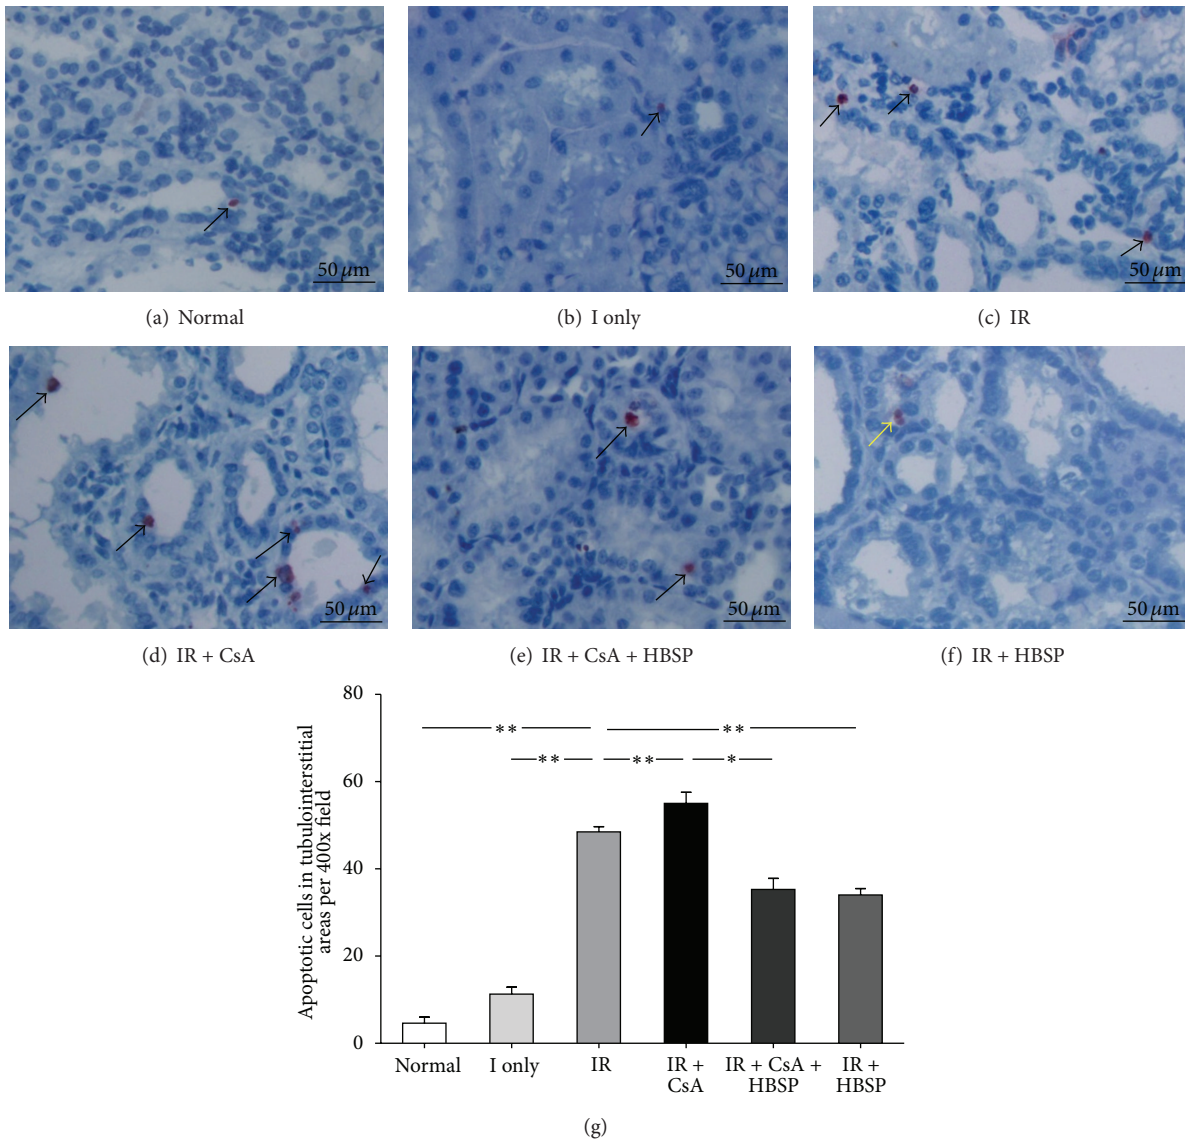 50 μm
50 μm
50 μm
(a) Normal
(b) I only
(c) IR
50 μm
50 μm
50 μm
(d) IR + CsA
(e) IR + CsA + HBSP
(f) IR + HBSP
Apoptotic cells in tubulointerstitial
areas per 400x field
80
60
40
20
0
**
**
**
**
*
Normal
I only
IR
IR +
CsA
IR + CsA +
HBSP
IR +
HBSP
(g)